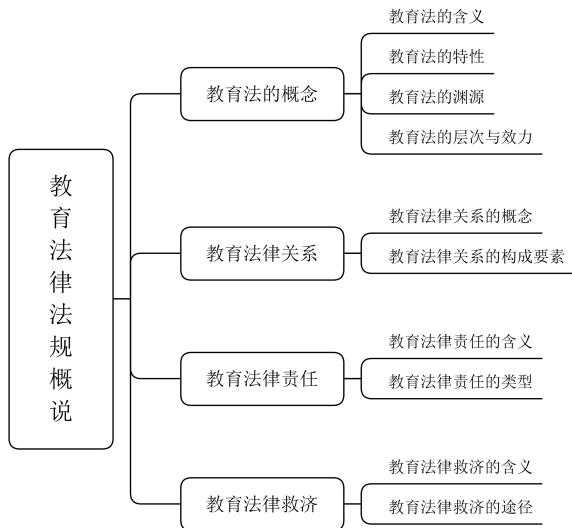 教育法律法规概说
教育法的概念
教育法的含义
教育法的特性
教育法的渊源
教育法的层次与效力
教育法律关系
教育法律关系的概念
教育法律关系的构成要素
教育法律责任
教育法律责任的含义
教育法律责任的类型
教育法律救济
教育法律救济的含义
教育法律救济的途径